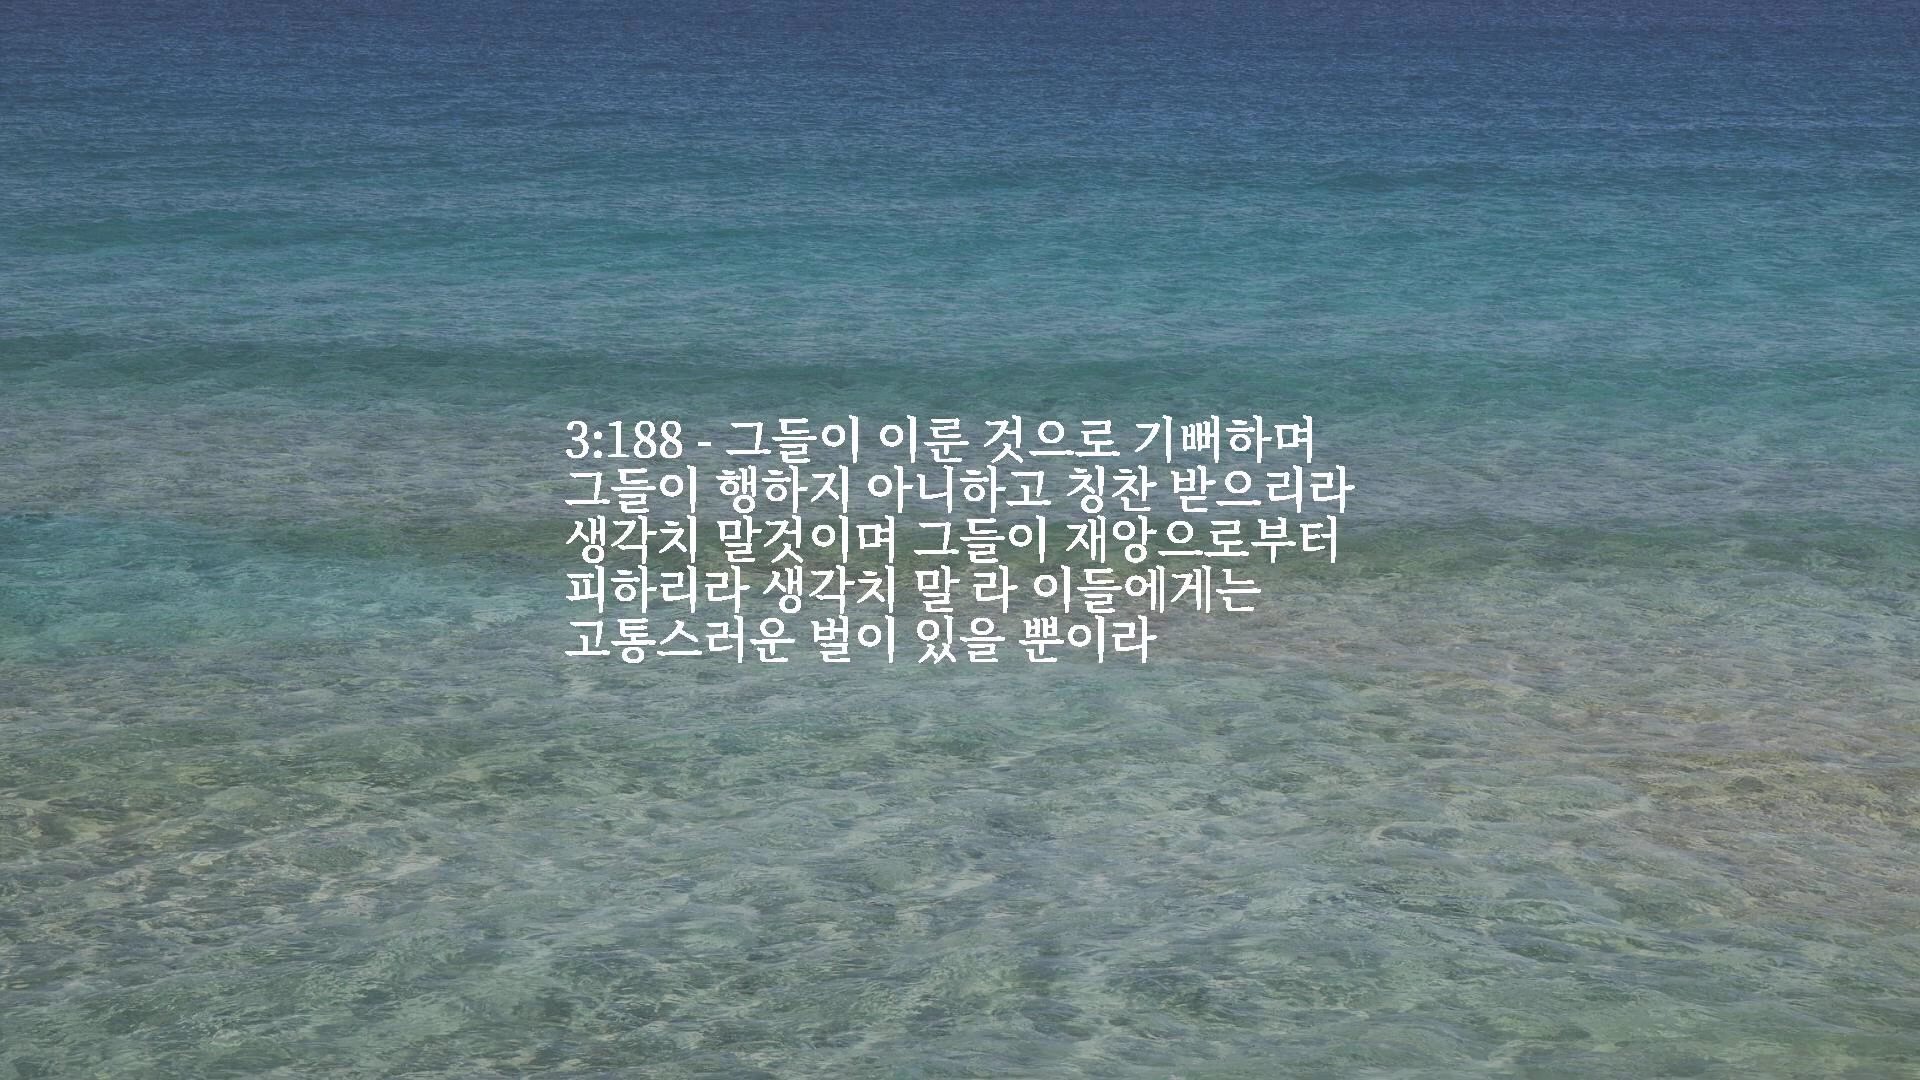 3:188 - 그들이 이룬 것으로 기뻐하며
그들이 행하지 아니하고 칭찬 받으리라
생각치 말것이며 그들이 재앙으로부터
피하리라 생각치 말 라 이들에게는
고통스러운 벌이 있을 뿐이라